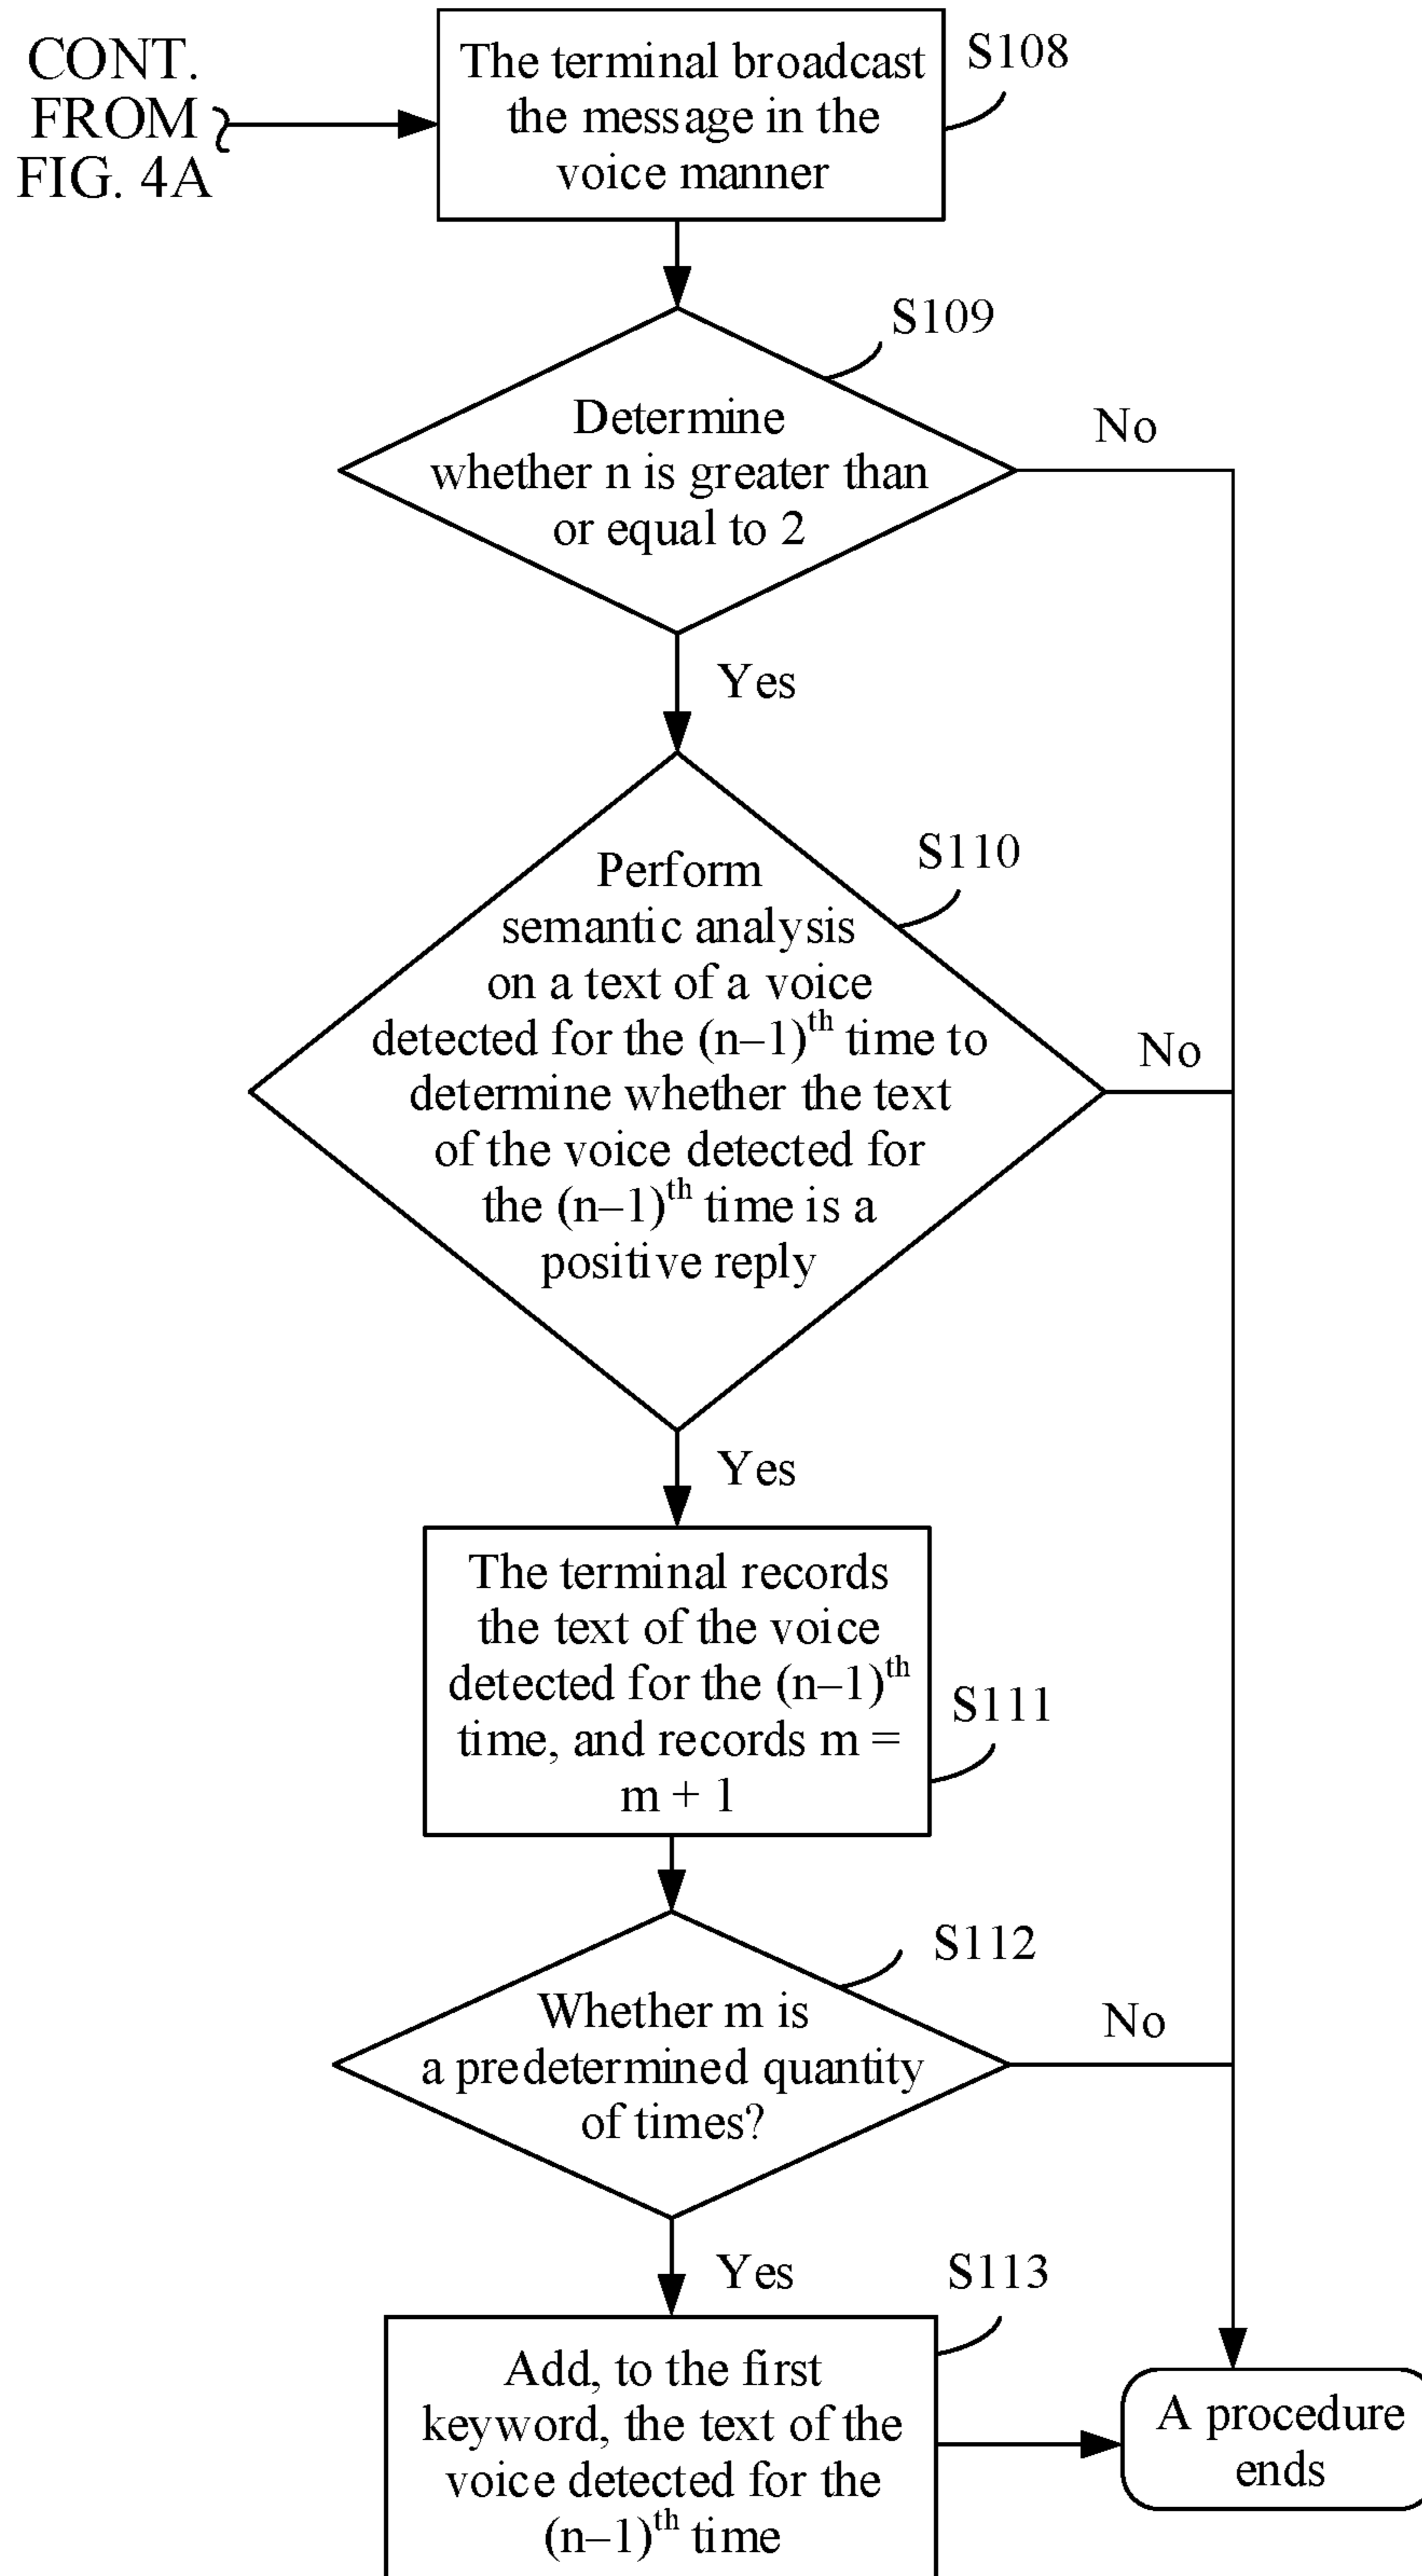 CONT.
FROM
FIG. 4A
The terminal broadcast
the message in the
voice manner
S108
S109
Determine
whether n is greater than
or equal to 2
No
Yes
S110
Perform
semantic analysis
on a text of a voice
detected for the (n–1)th time to
determine whether the text
of the voice detected for
the (n–1)th time is a
positive reply
No
Yes
The terminal records
the text of the voice
detected for the (n–1)th
time, and records m =
m + 1
S111
S112
Whether m is
a predetermined quantity
of times?
No
Yes
S113
Add, to the first
keyword, the text of the
voice detected for the
(n–1)th time
A procedure
ends